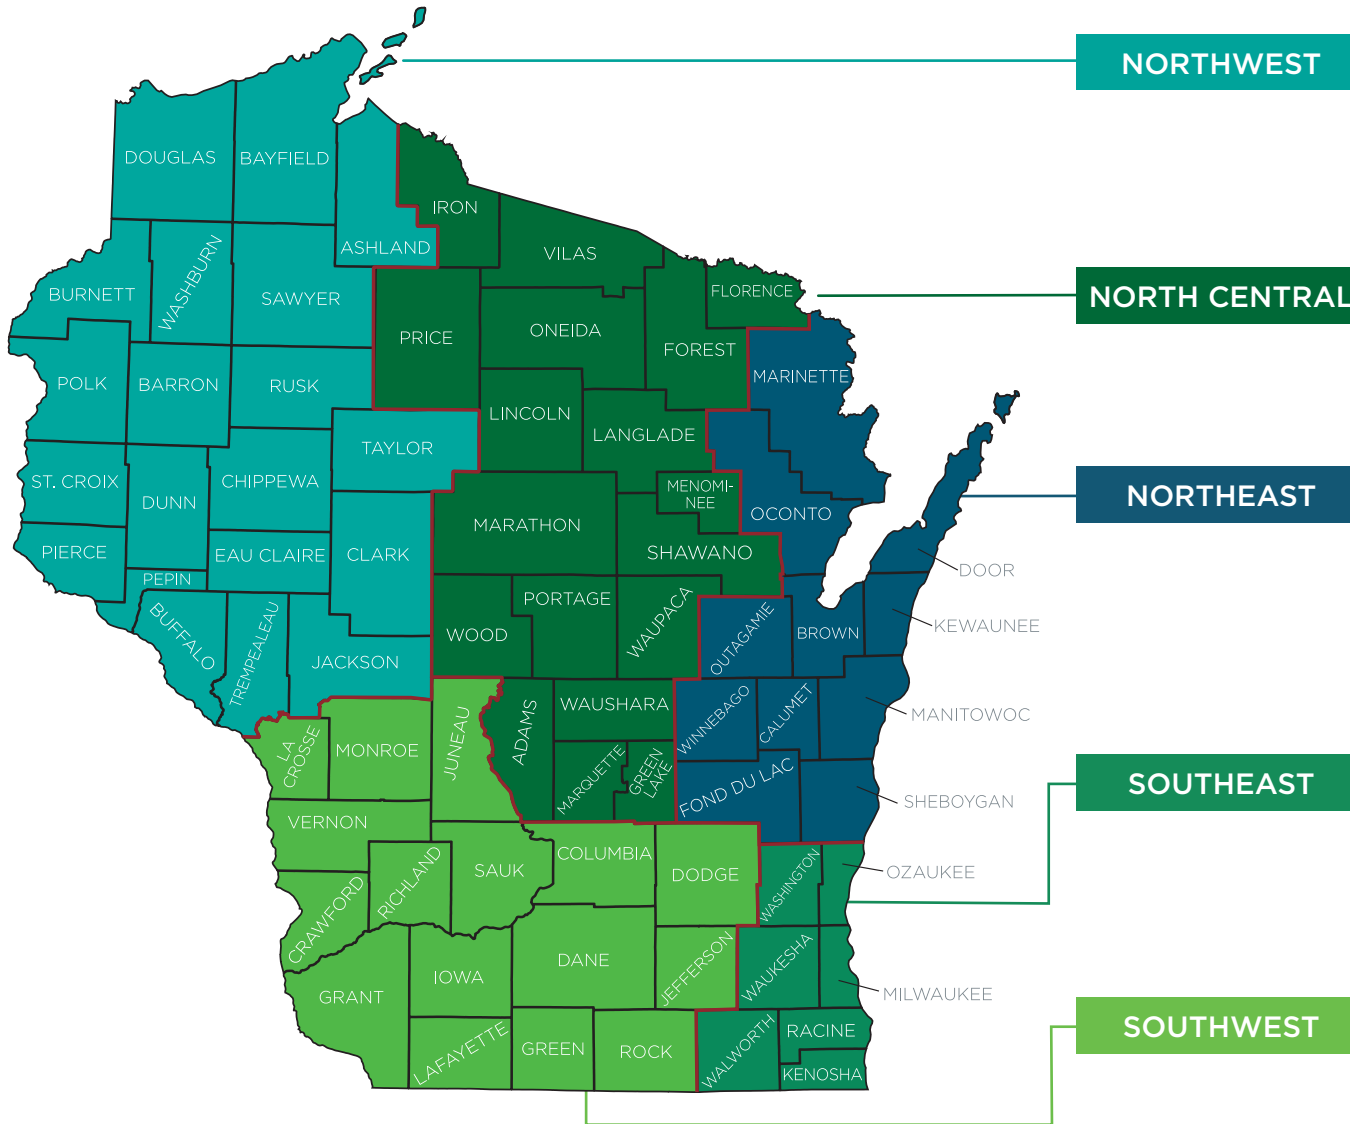 NORTHWEST
DOUGLAS
BAYFIELD
IRON
ASHLAND
VILAS
WASHBURN
BURNETT
SAWYER
FLORENCE
NORTH CENTRAL
PRICE
ONEIDA
FOREST
MARINETTE
POLK
BARRON
RUSK
LINCOLN
LANGLADE
TAYLOR
ST. CROIX
CHIPPEWA
DUNN
MENOMI-
NEE
NORTHEAST
OCONTO
MARATHON
SHAWANO
PIERCE
EAU CLAIRE
CLARK
DOOR
PEPIN
PORTAGE
WAUPACA
BUFFALO
TREMPEALEAU
WOOD
OUTAGAMIE
BROWN
KEWAUNEE
JACKSON
WAUSHARA
ADAMS
WINNEBAGO
CALUMET
MANITOWOC
LA
CROSSE
MONROE
JUNEAU
MARQUETTE
GREEN
LAKE
FOND DU LAC
SOUTHEAST
SHEBOYGAN
VERNON
RICHLAND
SAUK
COLUMBIA
DODGE
WASHINGTON
OZAUKEE
CRAWFORD
DANE
JEFFERSON
WAUKESHA
MILWAUKEE
IOWA
GRANT
SOUTHWEST
LAFAYETTE
GREEN
ROCK
WALWORTH
RACINE
KENOSHA